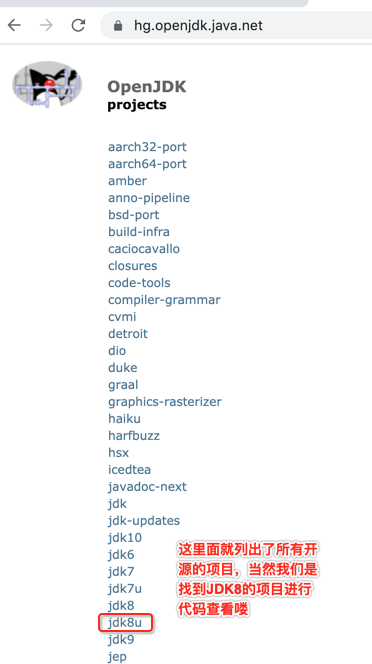 hg.openjdk.java.net
OpenJDK
projects
aarch32-port
aarch64-port
amber
anno-pipeline
bsd-port
build-infra
caciocavallo
closures
code-tools
compiler-grammar
cvmi
detroit
dio
duke
graal
graphics-rasterizer
haiku
harfbuzz
hsx
icedtea
javadoc-next
jdk
jdk-updates
jdk10
jdk6
jdk7
jdk7u
jdk8
jdk8u
jdk9
jep
这里面就列出了所有开
源的项目，当然我们是
找到JDK8的项目进行
代码查看喽